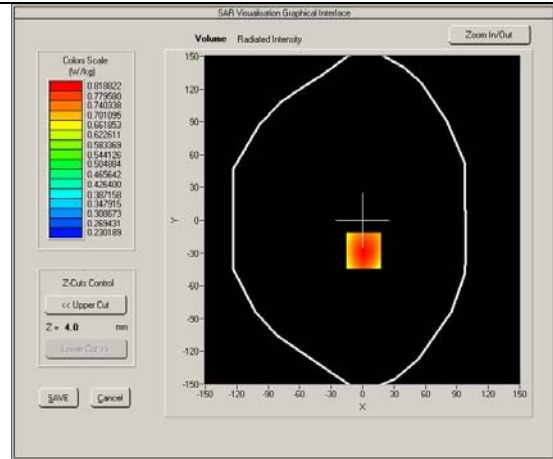 SAR Visualisation Graphical Interface
Volume Radiated Intensity
Zoom In/Out
Colors Scale
(W/kg)
0.818822
0.779580
0.740338
0.701095
0.661853
0.622611
0.583369
0.544126
0.504884
0.465642
0.426400
0.387158
0.347915
0.308673
0.269431
0.230189
Z-Cuts Control
<< Upper Cut
Z = 4.0 mm
SAVE
Cancel
150-
120-
90-
60-
30-
Y
0-
-30-
-60-
-90-
-120-
-150-
-150 -120 -90 -60 -30 0 30 60 90 120 150
X